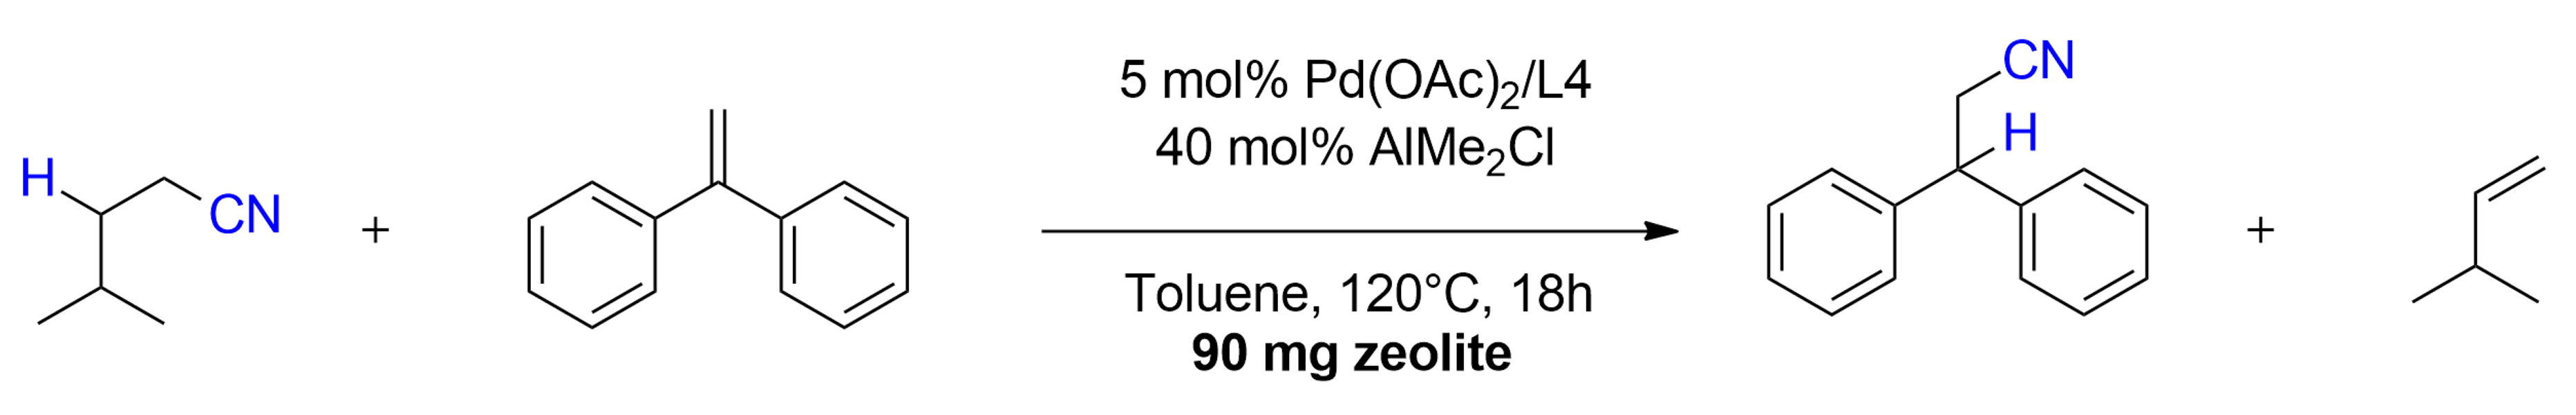 H
CN
+
5 mol% Pd(OAc)₂/L4
40 mol% AlMe₂Cl
Toluene, 120°C, 18h
90 mg zeolite
CN
H
+